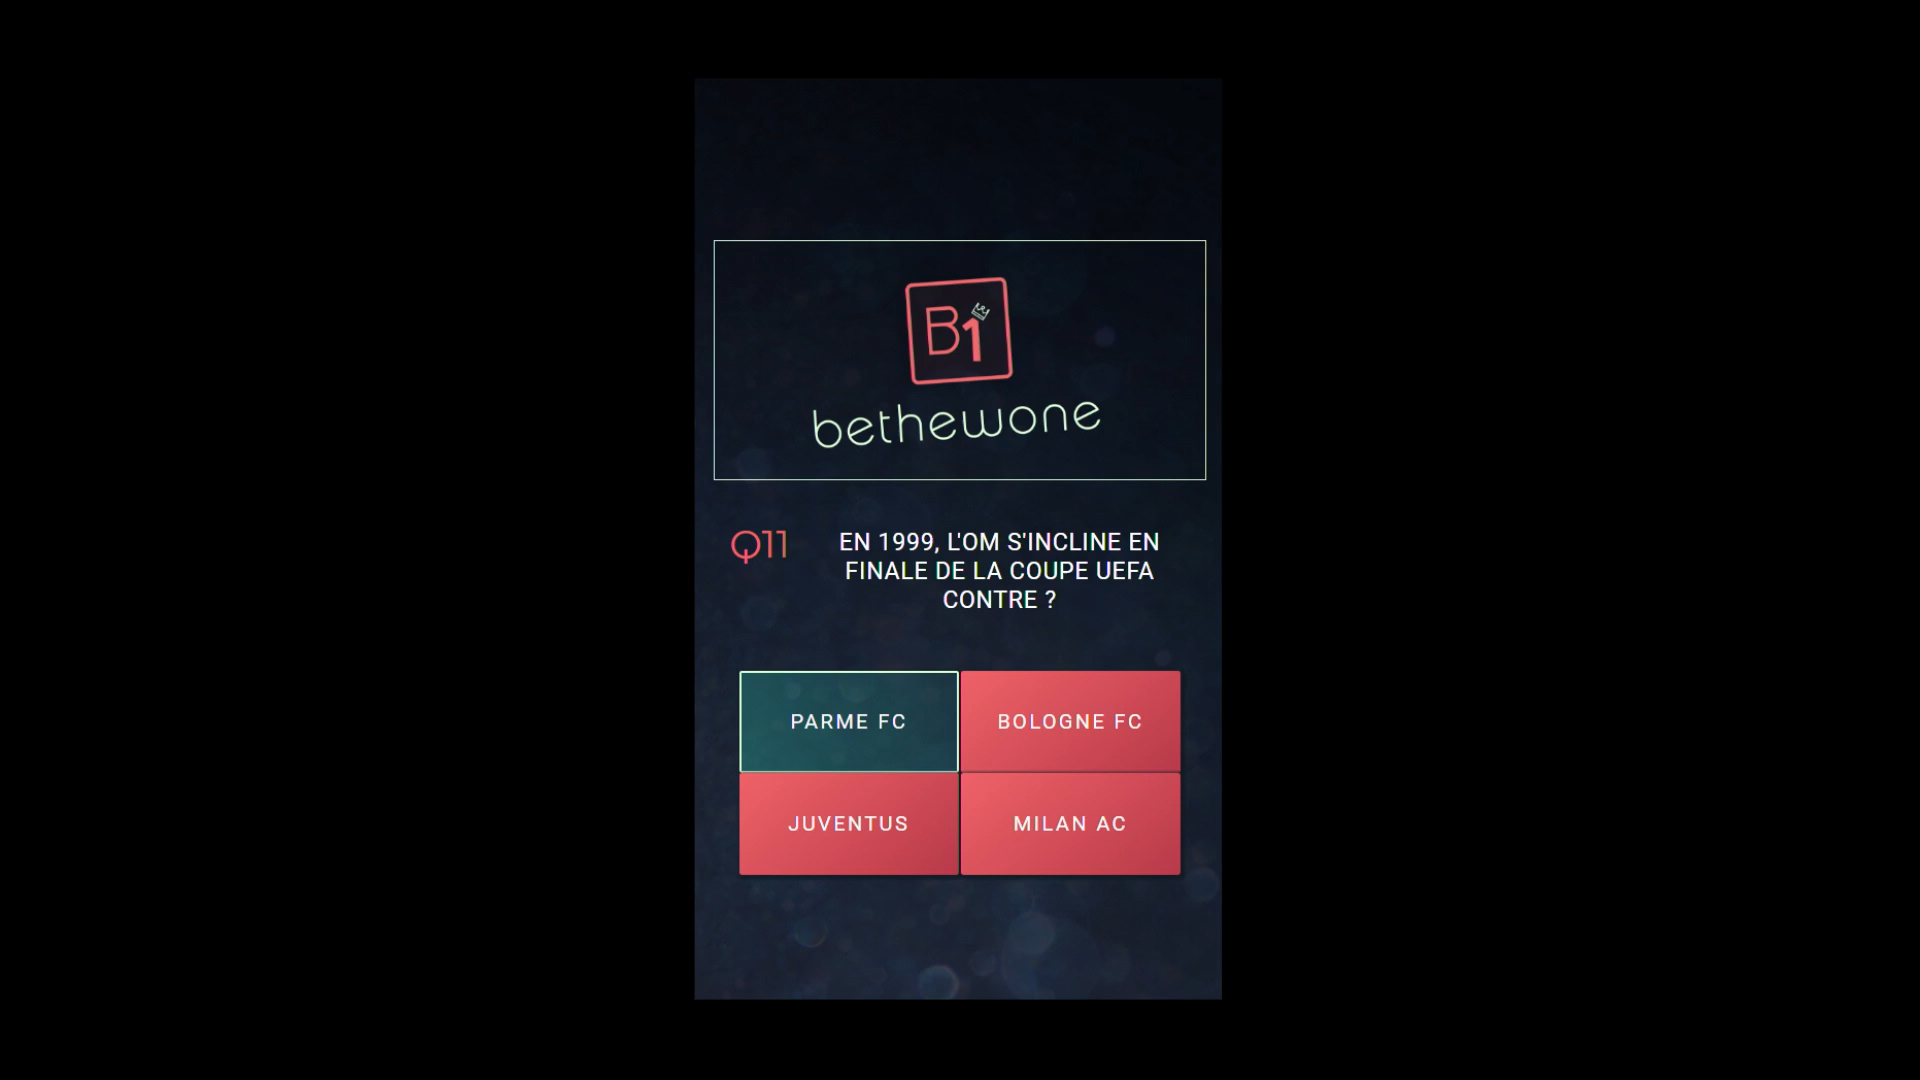 B1
bethewone
Q11
EN 1999, L'OM S'INCLINE EN
FINALE DE LA COUPE UEFA
CONTRE ?
PARME FC
BOLOGNE FC
JUVENTUS
MILAN AC